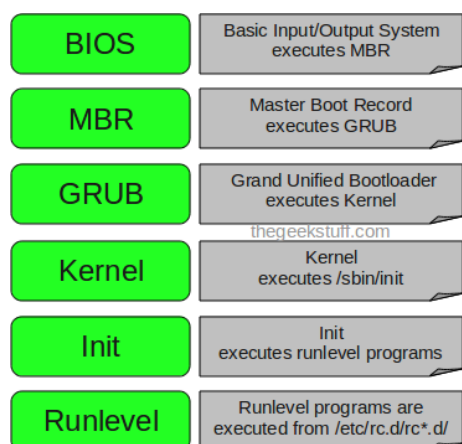 BIOS
Basic Input/Output System
executes MBR
MBR
Master Boot Record
executes GRUB
GRUB
Grand Unified Bootloader
executes Kernel
thegeekstuff.com
Kernel
Kernel
executes /sbin/init
Init
Init
executes runlevel programs
Runlevel
Runlevel programs are
executed from /etc/rc.d/rc*.d/